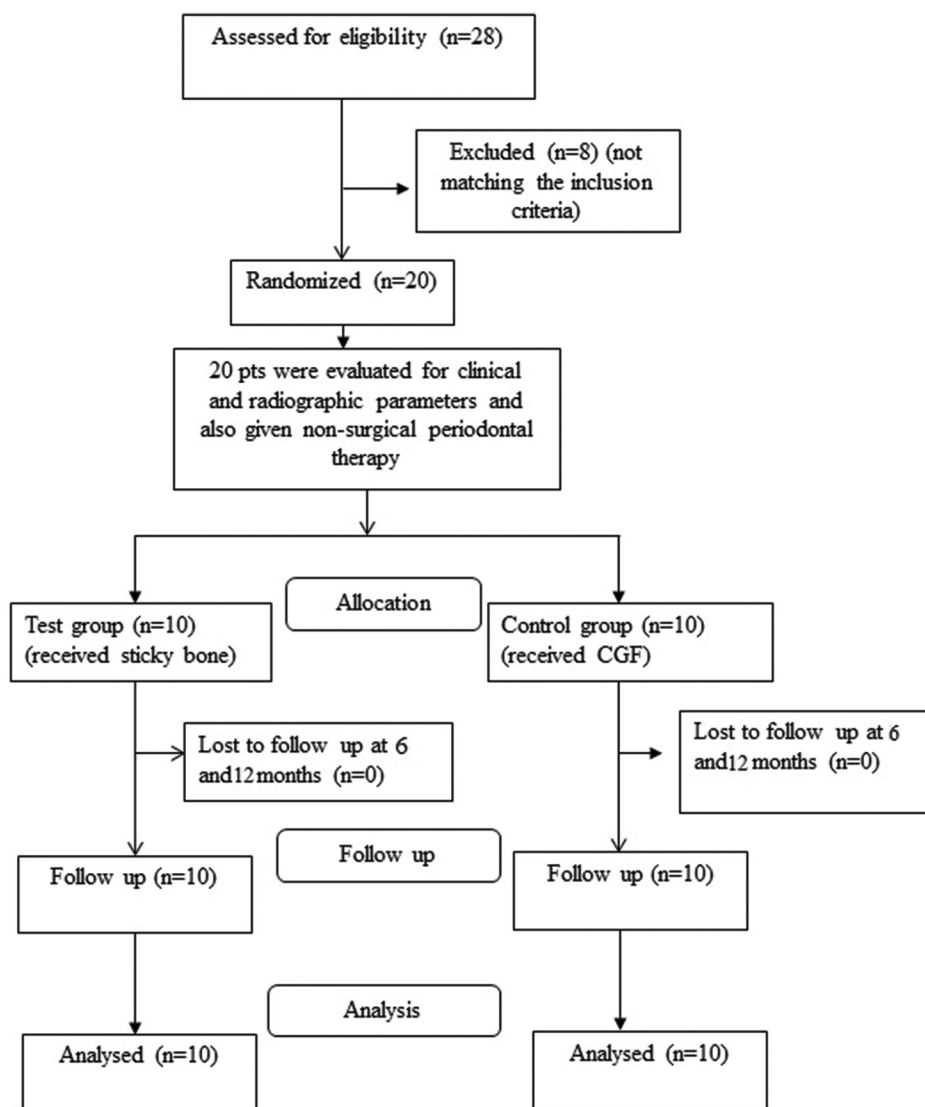 Assessed for eligibility (n=28)
Excluded (n=8) (not
matching the inclusion
criteria)
Randomized (n=20)
20 pts were evaluated for clinical
and radiographic parameters and
also given non-surgical periodontal
therapy
Allocation
Test group (n=10)
(received sticky bone)
Control group (n=10)
(received CGF)
Lost to follow up at 6
and12 months (n=0)
Lost to follow up at 6
and12 months (n=0)
Follow up
Follow up (n=10)
Follow up (n=10)
Analysis
Analysed (n=10)
Analysed (n=10)